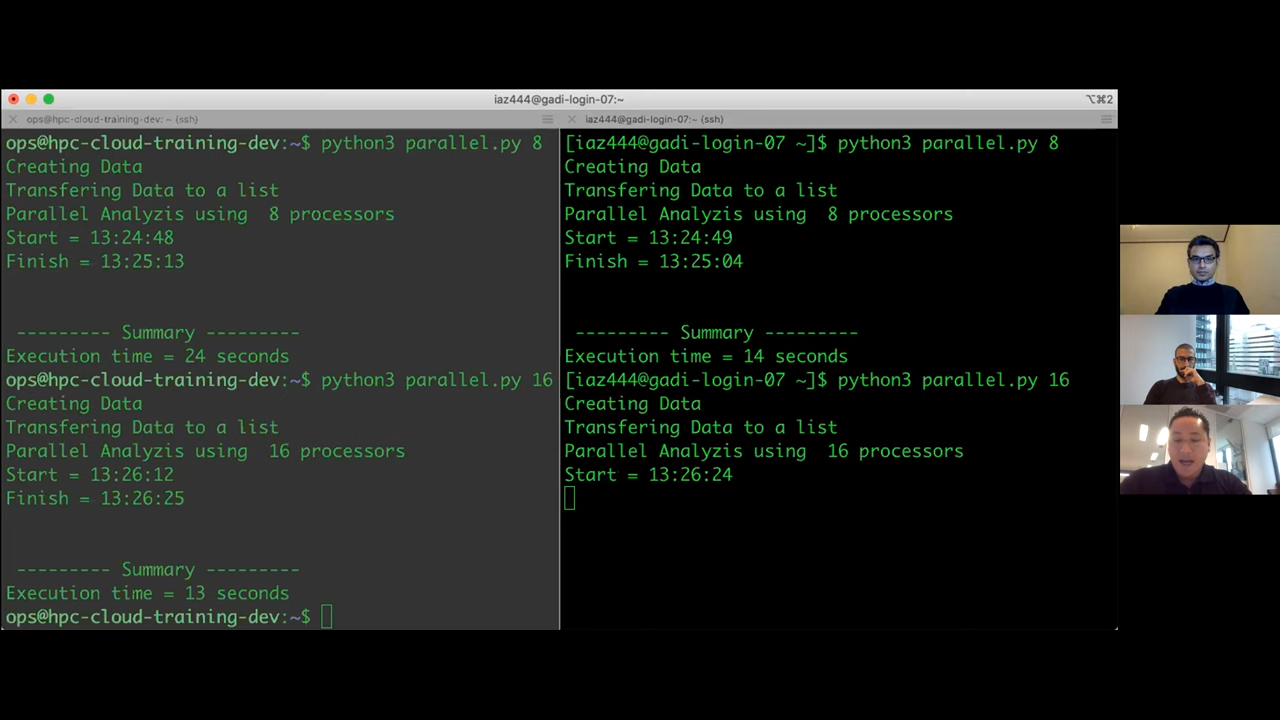 iaz444@gadi-login-07:~
⌥⌘2
ops@hpc-cloud-training-dev: ~ (ssh)
ops@hpc-cloud-training-dev:~$ python3 parallel.py 8
Creating Data
Transfering Data to a list
Parallel Analyzis using  8 processors
Start = 13:24:48
Finish = 13:25:13
--------- Summary ---------
Execution time = 24 seconds
ops@hpc-cloud-training-dev:~$ python3 parallel.py 16
Creating Data
Transfering Data to a list
Parallel Analyzis using  16 processors
Start = 13:26:12
Finish = 13:26:25
--------- Summary ---------
Execution time = 13 seconds
ops@hpc-cloud-training-dev:~$
iaz444@gadi-login-07:~ (ssh)
[iaz444@gadi-login-07 ~]$ python3 parallel.py 8
Creating Data
Transfering Data to a list
Parallel Analyzis using  8 processors
Start = 13:24:49
Finish = 13:25:04
--------- Summary ---------
Execution time = 14 seconds
[iaz444@gadi-login-07 ~]$ python3 parallel.py 16
Creating Data
Transfering Data to a list
Parallel Analyzis using  16 processors
Start = 13:26:24